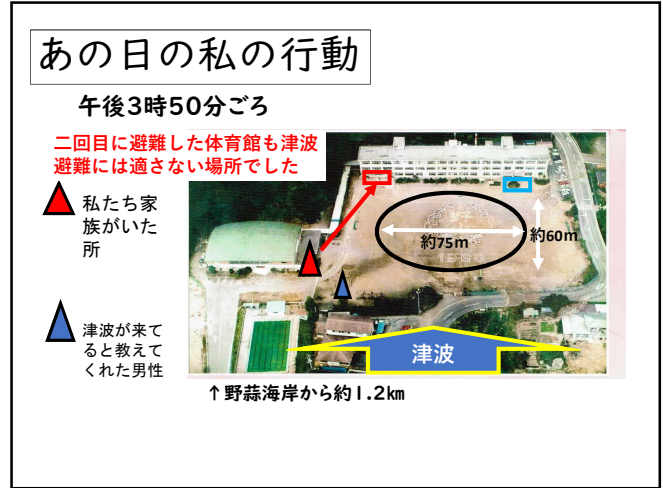 あの日の私の行動
午後3時50分ごろ
二回目に避難した体育館も津波
避難には適さない場所でした
私たち家
族がいた
所
約75m
約60m
津波が来て
ると教えて
くれた男性
津波
↑野蒜海岸から約1.2km